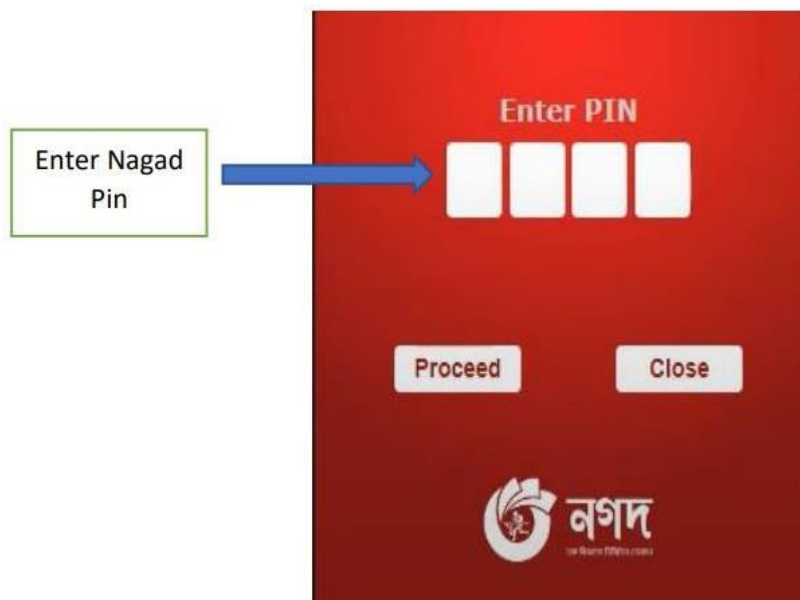 Enter PIN
Enter Nagad
Pin
Proceed
Close
নগদ